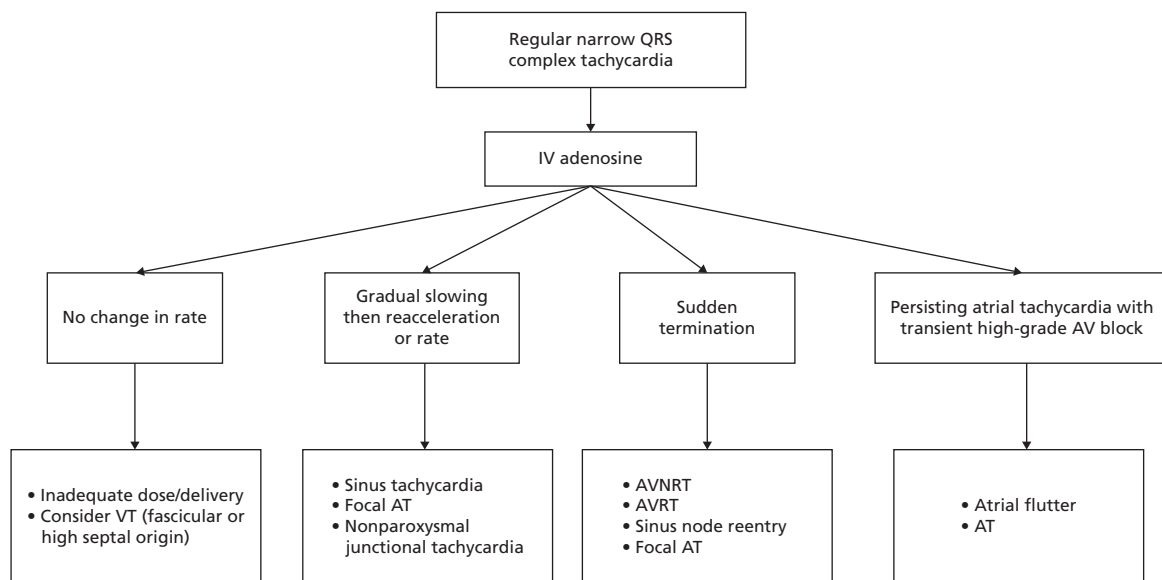 Regular narrow QRS
complex tachycardia
IV adenosine
No change in rate
Gradual slowing
then reacceleration
or rate
Sudden
termination
Persisting atrial tachycardia with
transient high-grade AV block
• Inadequate dose/delivery
• Consider VT (fascicular or
high septal origin)
• Sinus tachycardia
• Focal AT
• Nonparoxysmal
junctional tachycardia
• AVNRT
• AVRT
• Sinus node reentry
• Focal AT
• Atrial flutter
• AT